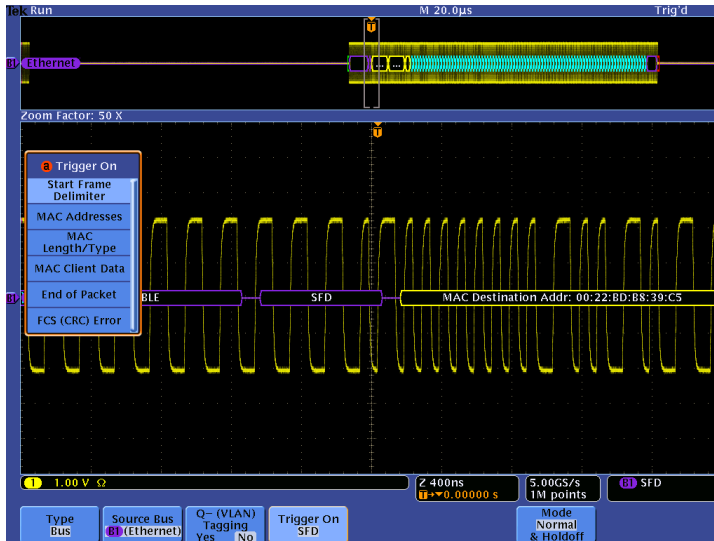 Tek Run
M 20.0µs
Trig'd
T
B1 Ethernet
... ...
Zoom Factor: 50 X
T
a Trigger On
Start Frame
Delimiter
MAC Addresses
MAC
Length/Type
MAC Client Data
End of Packet
FCS (CRC) Error
B1
BLE
SFD
MAC Destination Addr: 00:22:BD:B8:39:C5
1 1.00 V Ω
Z 400ns
T→▼0.00000 s
5.00GS/s
1M points
B1 SFD
Type
Bus
Source Bus
B1 (Ethernet)
Q− (VLAN)
Tagging
Yes No
Trigger On
SFD
Mode
Normal
& Holdoff